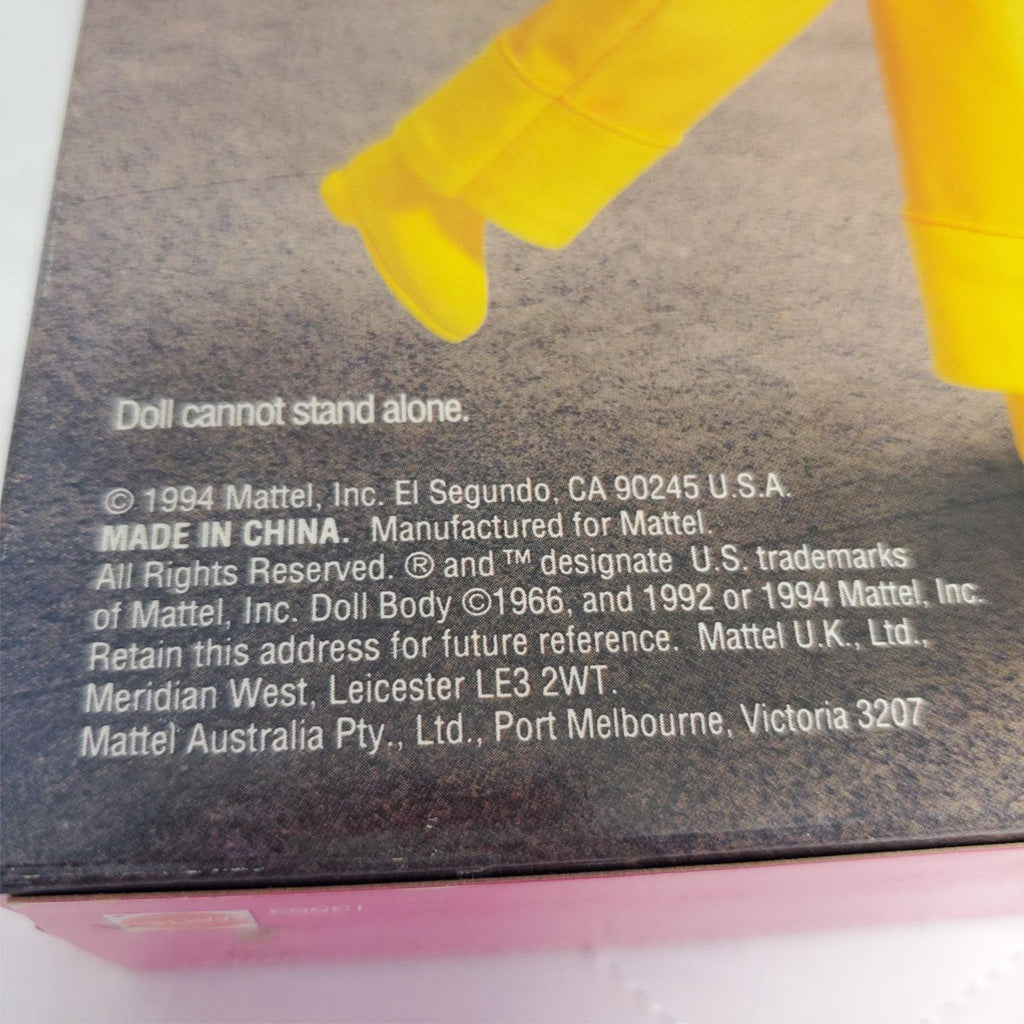 Doll cannot stand alone.
© 1994 Mattel, Inc. El Segundo, CA 90245 U.S.A.
MADE IN CHINA. Manufactured for Mattel.
All Rights Reserved. ® and ™ designate U.S. trademarks
of Mattel, Inc. Doll Body ©1966, and 1992 or 1994 Mattel, Inc.
Retain this address for future reference. Mattel U.K., Ltd.,
Meridian West, Leicester LE3 2WT.
Mattel Australia Pty., Ltd., Port Melbourne, Victoria 3207